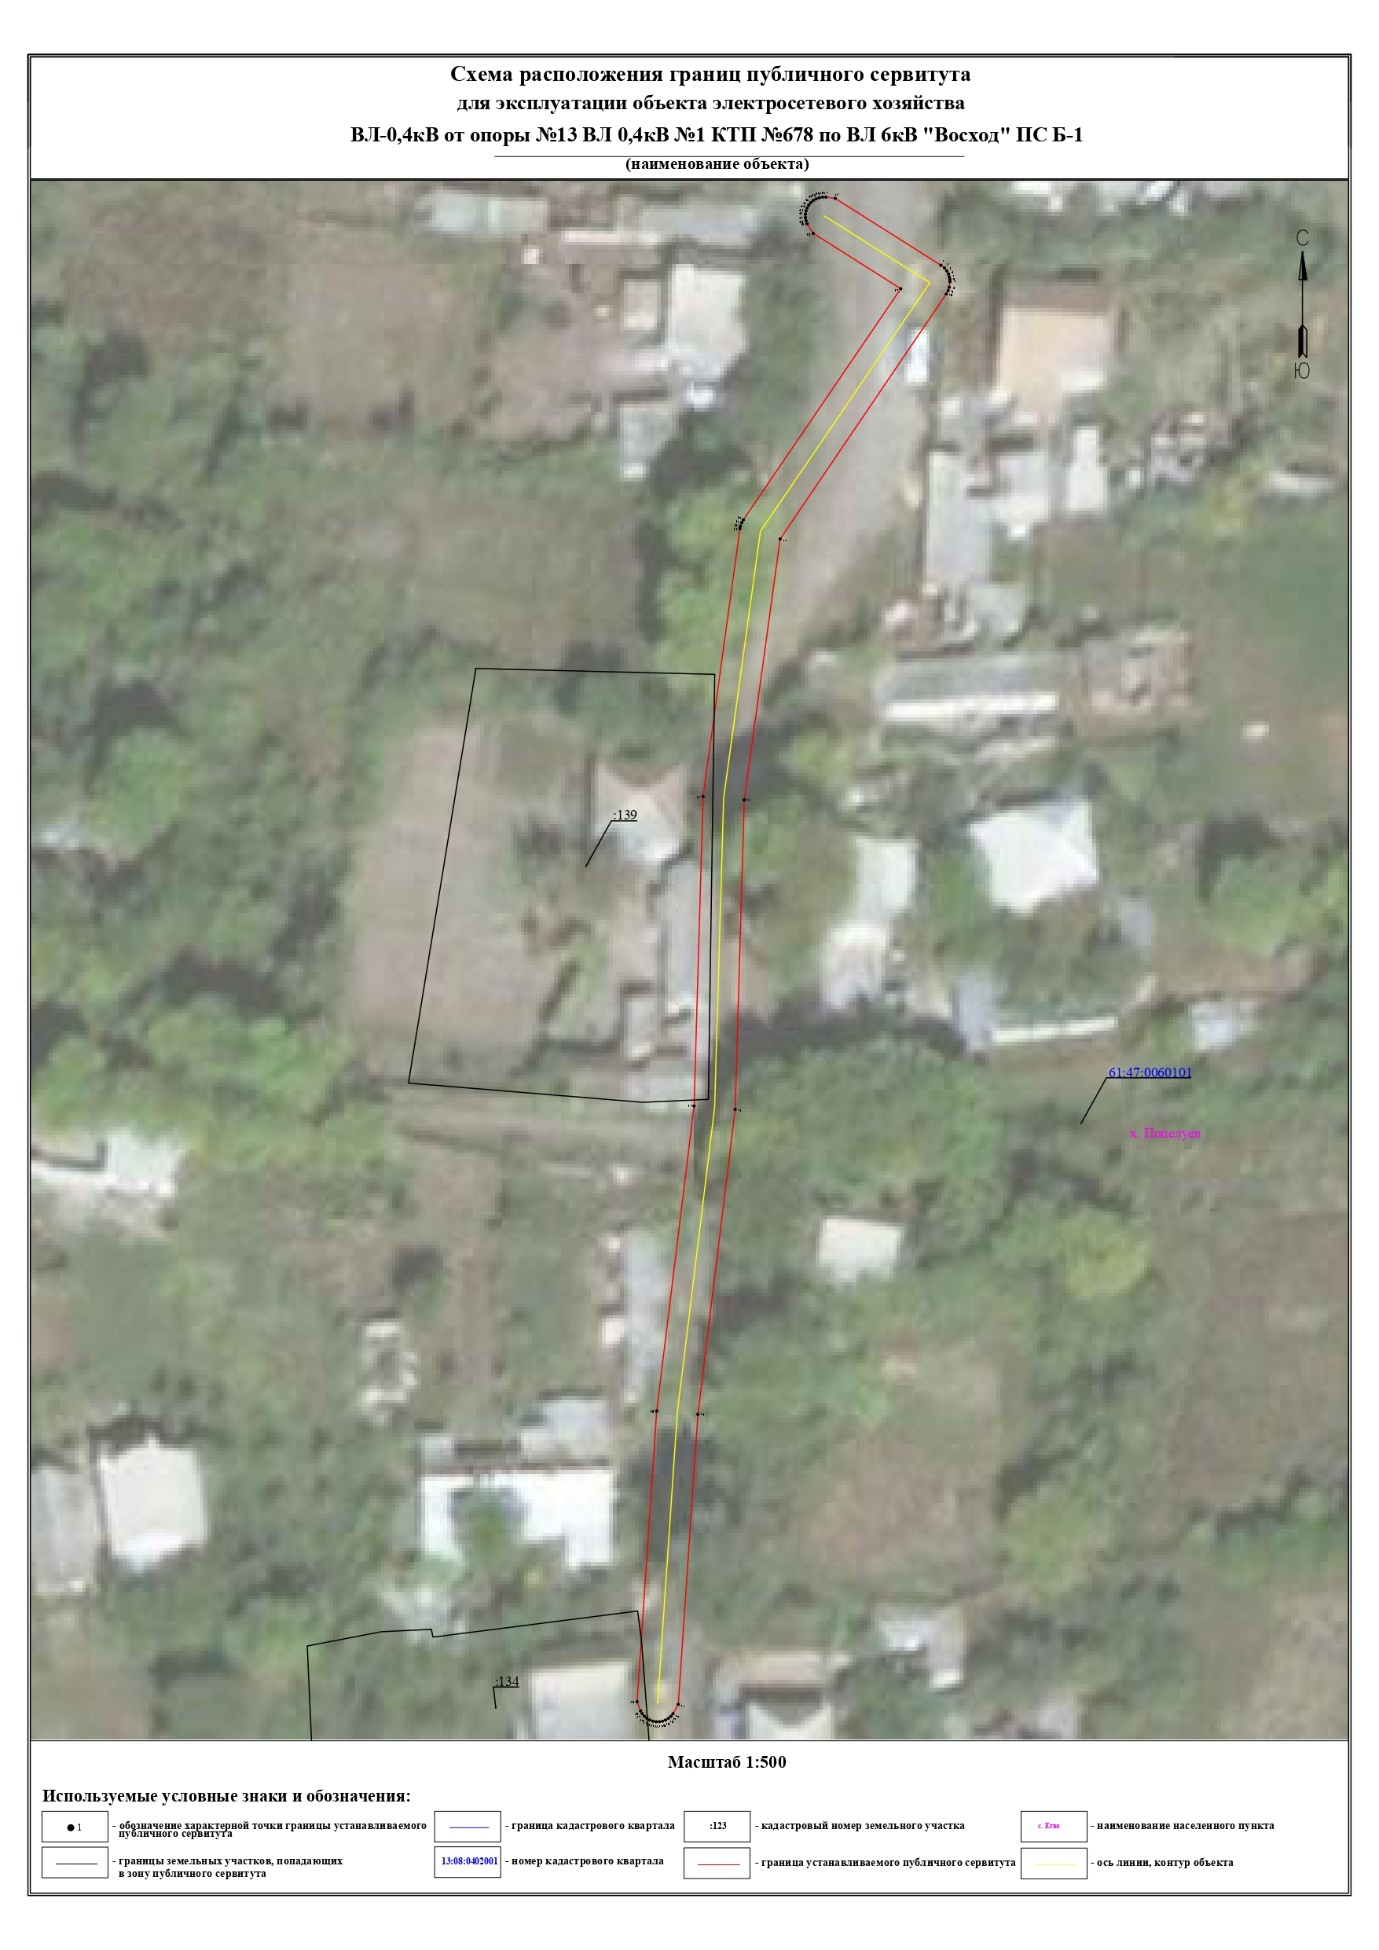 Схема расположения границ публичного сервитута
для эксплуатации объекта электросетевого хозяйства
ВЛ-0,4кВ от опоры №13 ВЛ 0,4кВ №1 КТП №678 по ВЛ 6кВ "Восход" ПС Б-1
(наименование объекта)
С
Ю
:139
61:47:0060101
х. Поцелуев
:134
Масштаб 1:500
Используемые условные знаки и обозначения:
1
- обозначение характерной точки границы устанавливаемого
публичного сервитута
- граница кадастрового квартала
:123
- кадастровый номер земельного участка
с. Егно
- наименование населенного пункта
- границы земельных участков, попадающих
в зону публичного сервитута
13:08:0402001
- номер кадастрового квартала
- граница устанавливаемого публичного сервитута
- ось линии, контур объекта